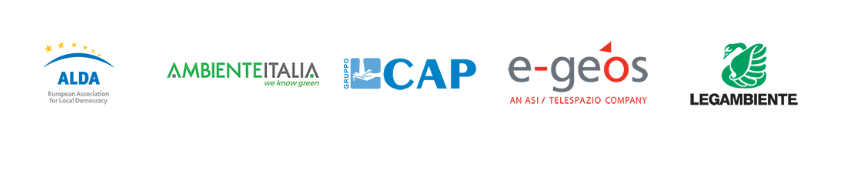 ALDA
European Association
for Local Democracy
AMBIENTEITALIA
we know green
GRUPPO
CAP
e-geos
AN ASI / TELESPAZIO COMPANY
LEGAMBIENTE